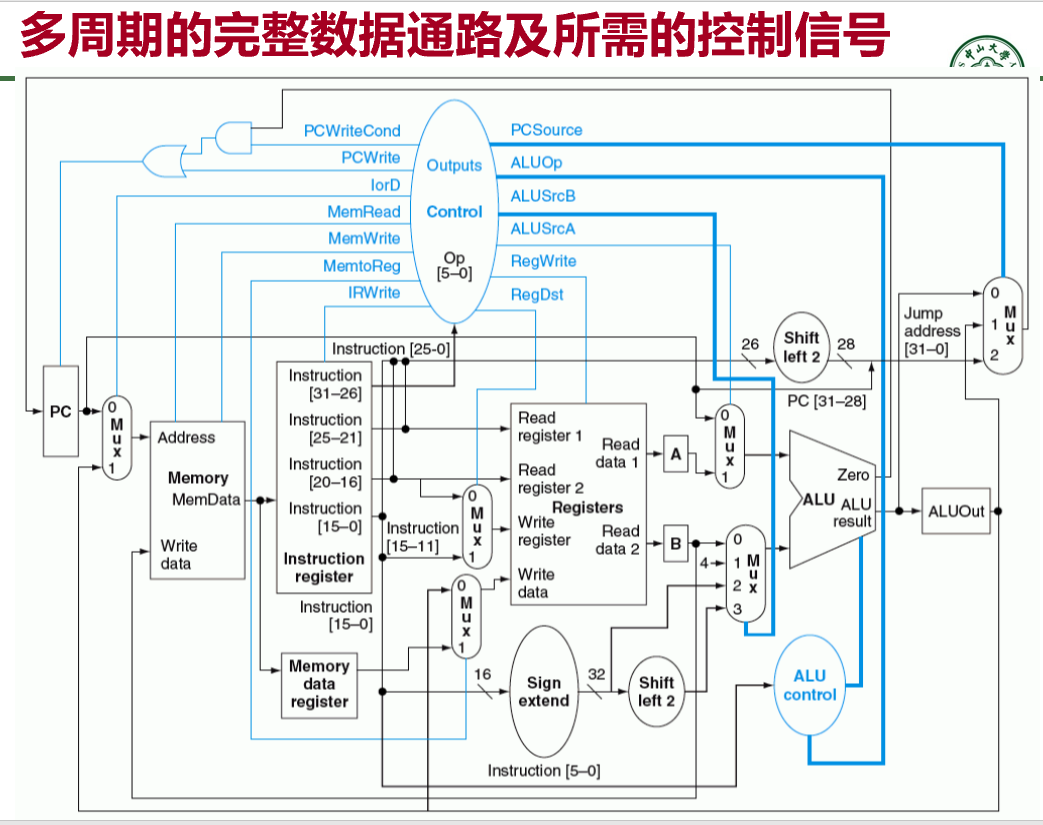 多周期的完整数据通路及所需的控制信号
中山大学
PCWriteCond
PCWrite
IorD
MemRead
MemWrite
MemtoReg
IRWrite
Outputs
Control
Op
[5–0]
PCSource
ALUOp
ALUSrcB
ALUSrcA
RegWrite
RegDst
Instruction [25-0]
26
Shift
left 2
28
Jump
address
[31–0]
0
1
2
M
u
x
PC [31–28]
PC
0
M
u
x
1
Address
Memory
MemData
Write
data
Instruction
[31–26]
Instruction
[25–21]
Instruction
[20–16]
Instruction
[15–0]
Instruction
register
Instruction
[15–11]
0
M
u
x
1
Read
register 1
Read
register 2
Registers
Write
register
Write
data
Read
data 1
Read
data 2
A
B
0
M
u
x
1
4
0
1
2
3
M
u
x
Zero
ALU
ALU
result
ALUOut
Instruction
[15–0]
Memory
data
register
0
M
u
x
1
16
Sign
extend
32
Shift
left 2
ALU
control
Instruction [5–0]